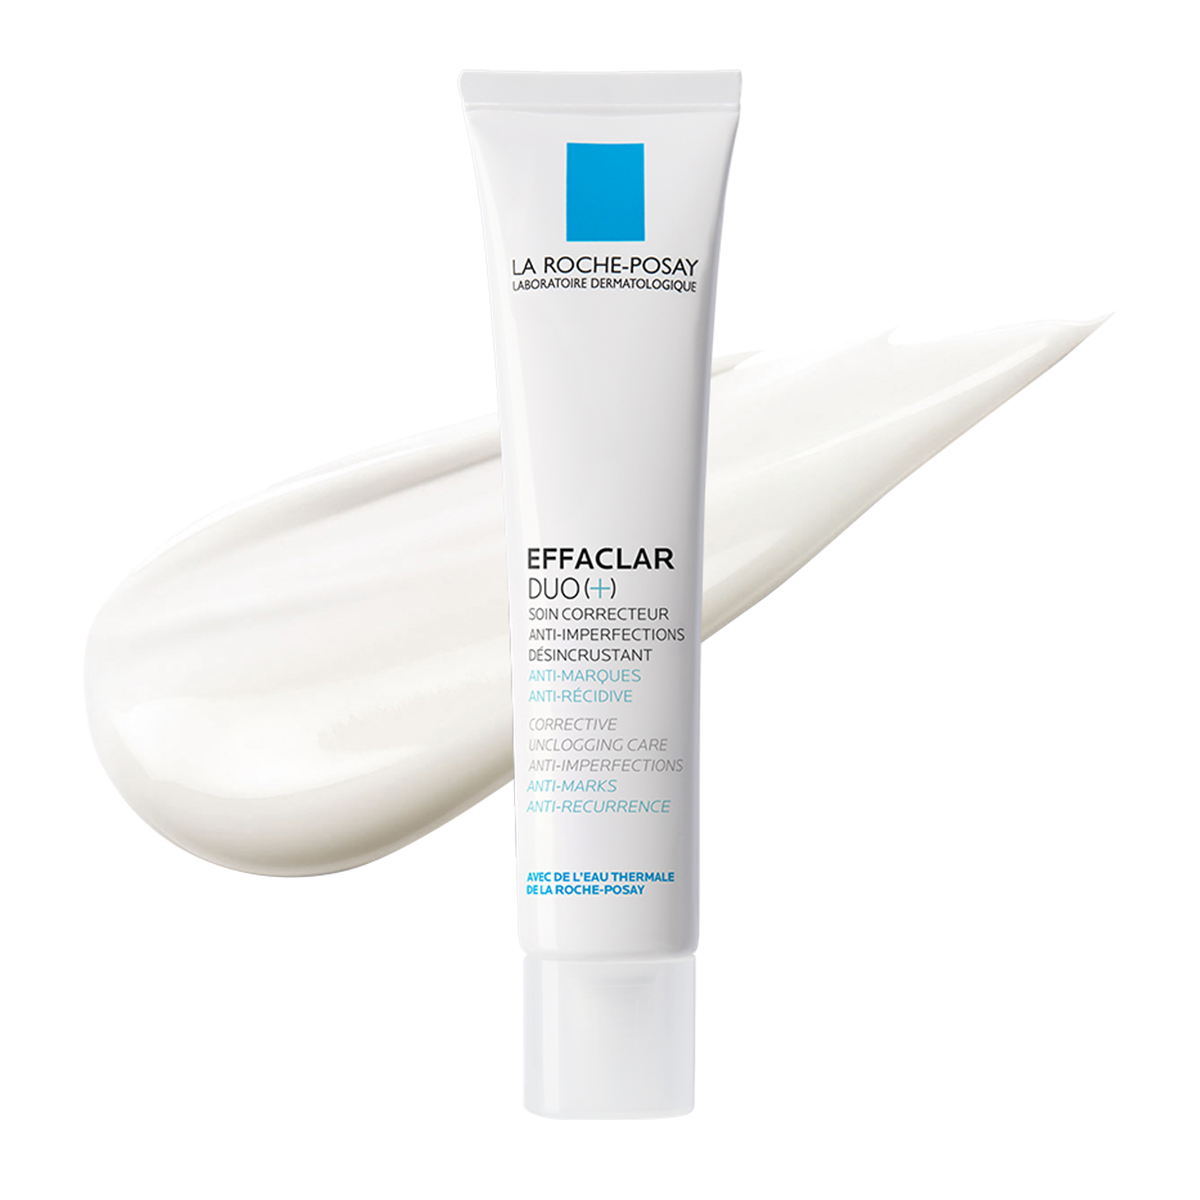 LA ROCHE-POSAY
LABORATOIRE DERMATOLOGIQUE
EFFACLAR
DUO(+)
SOIN CORRECTEUR
ANTI-IMPERFECTIONS
DÉSINCRUSTANT
ANTI-MARQUES
ANTI-RÉCIDIVE
CORRECTIVE
UNCLOGGING CARE
ANTI-IMPERFECTIONS
ANTI-MARKS
ANTI-RECURRENCE
AVEC DE L'EAU THERMALE
DE LA ROCHE-POSAY